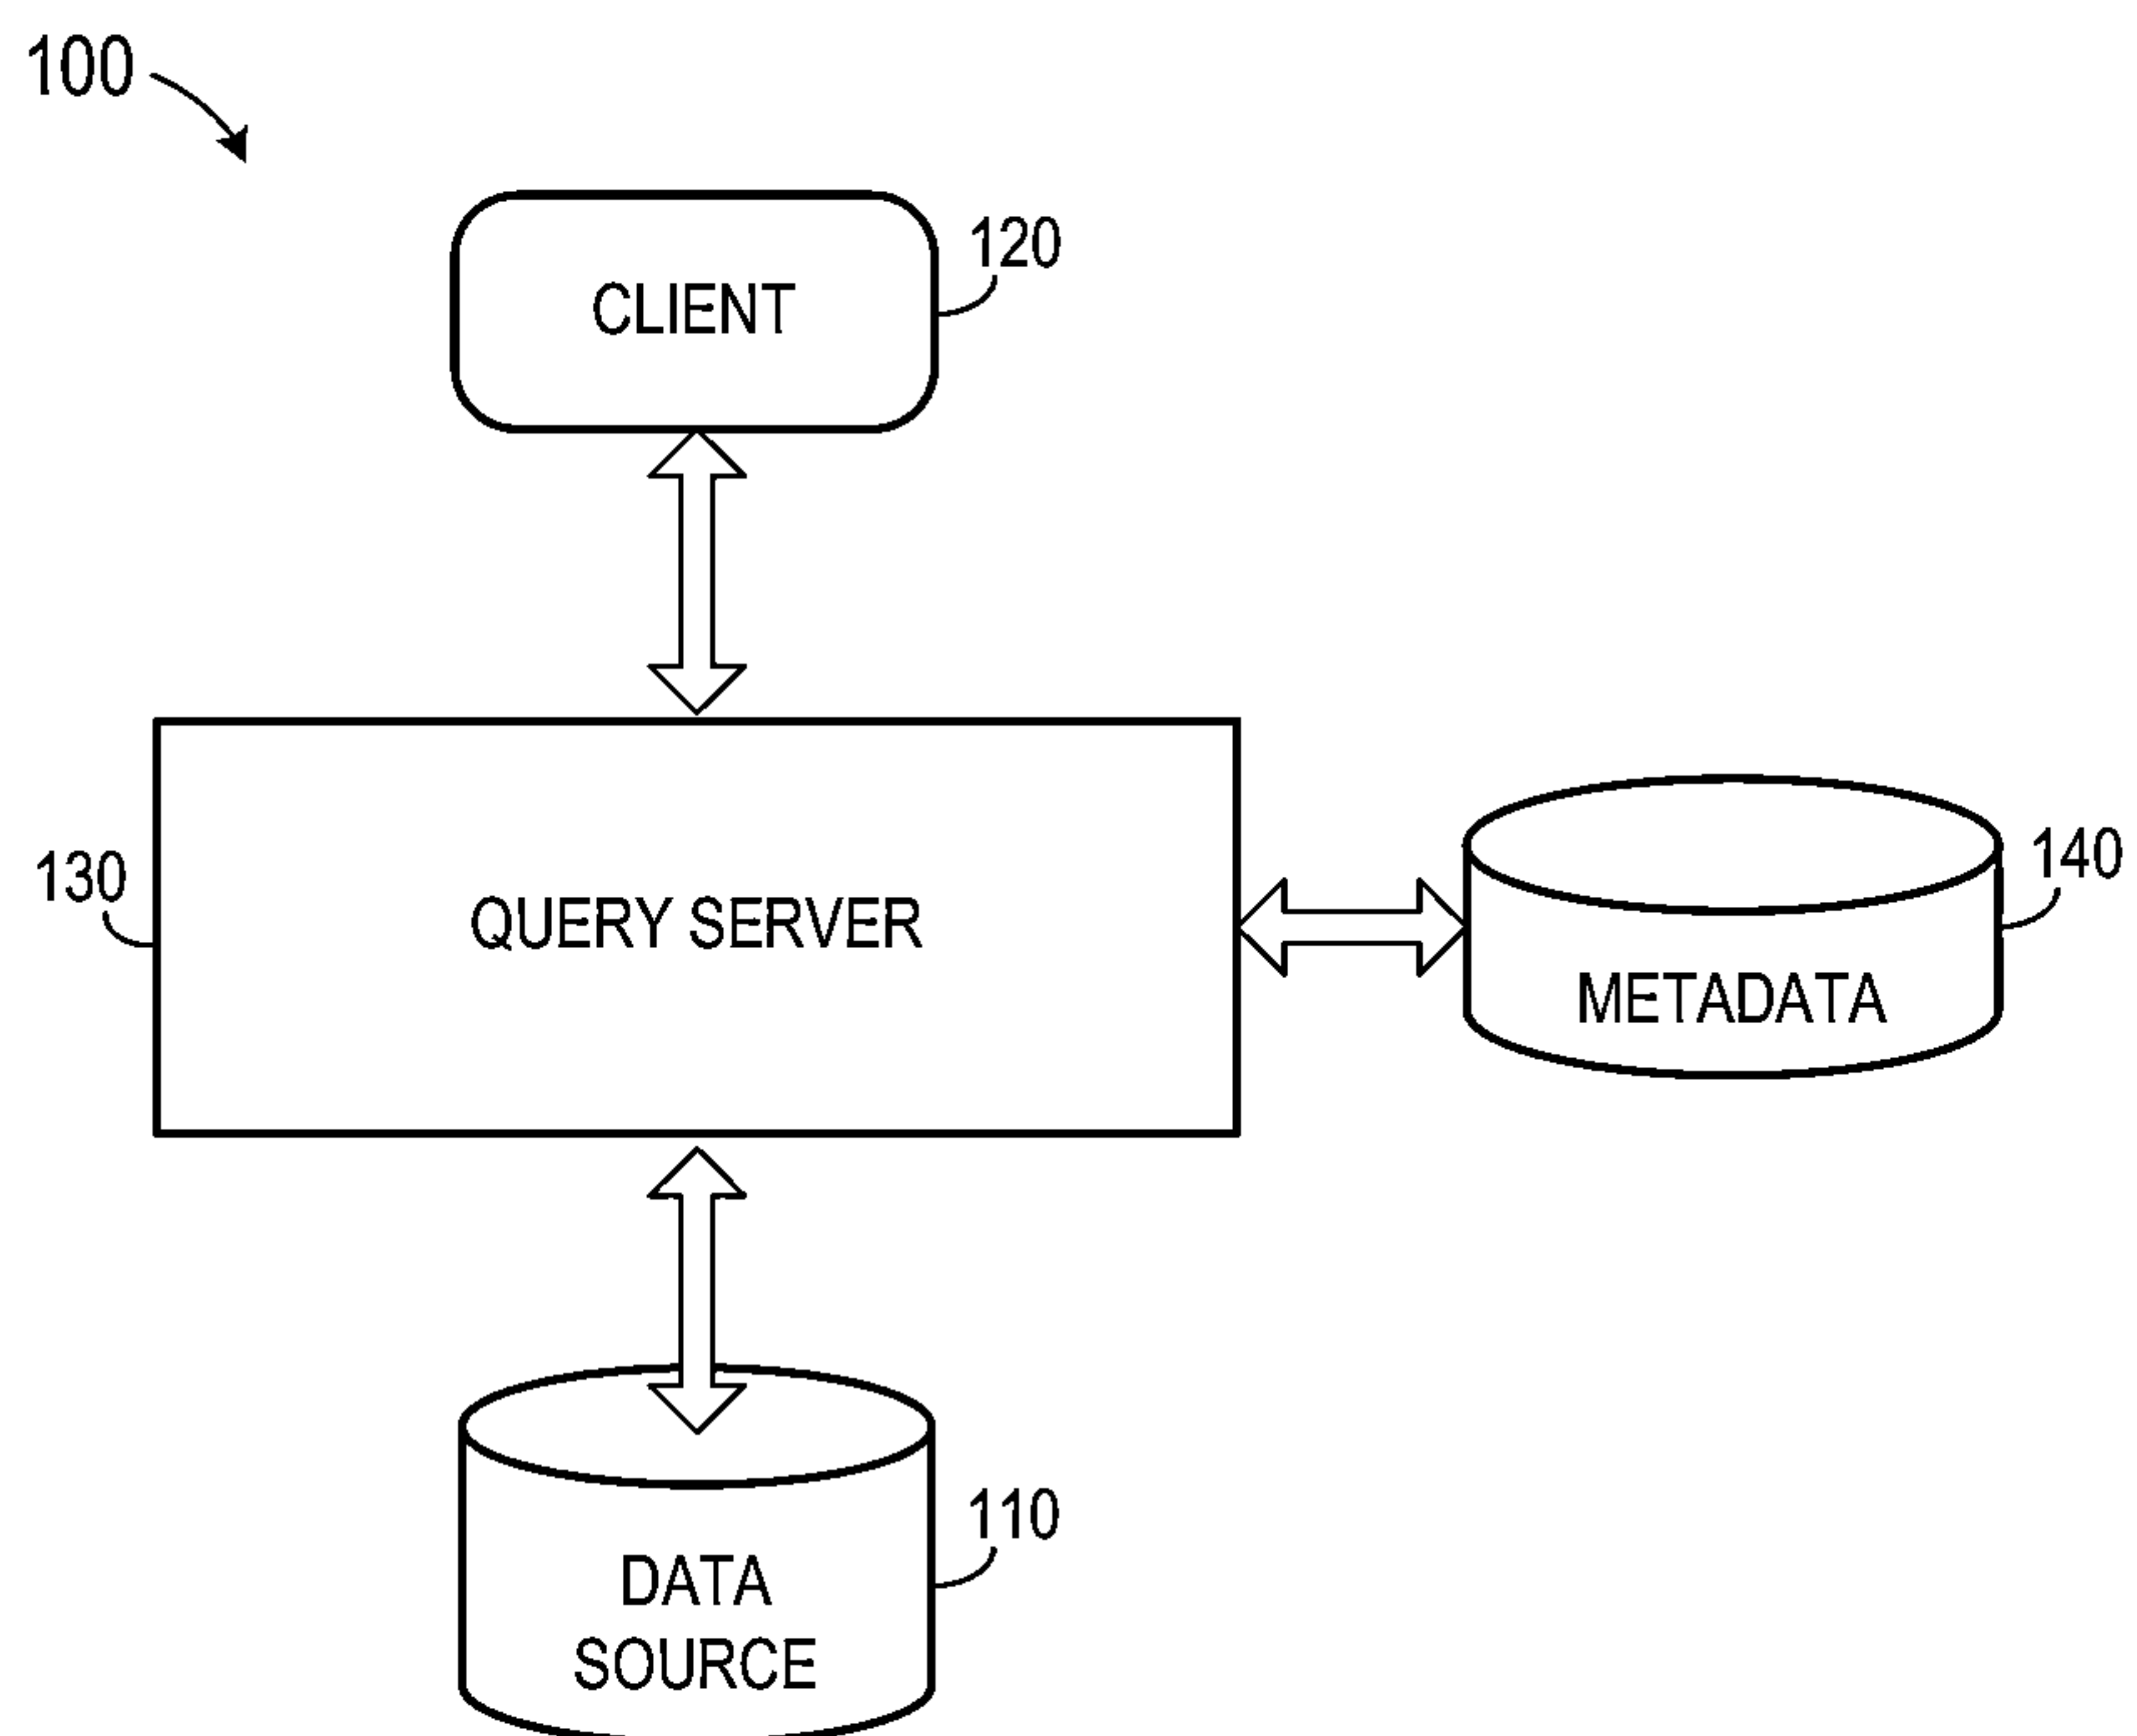 100
CLIENT
120
130
QUERY SERVER
140
METADATA
110
DATA
SOURCE